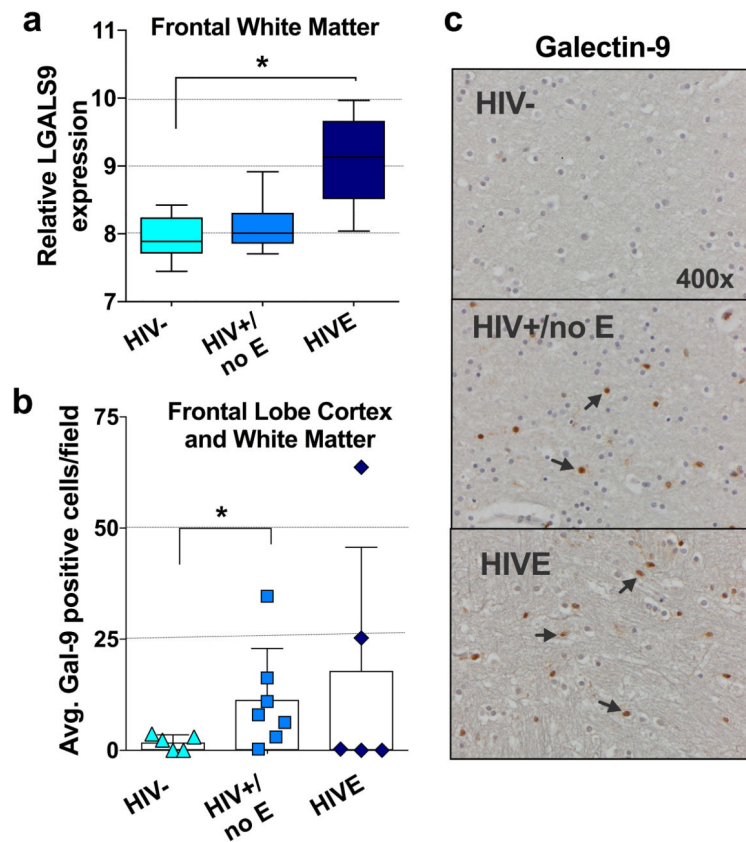 a
Frontal White Matter
Relative LGALS9
expression
11
10
9
8
7
*
HIV-
HIV+/
no E
HIVE
b
Frontal Lobe Cortex
and White Matter
Avg. Gal-9 positive cells/field
75
50
25
0
*
HIV-
HIV+/
no E
HIVE
c
Galectin-9
HIV-
400x
HIV+/no E
HIVE